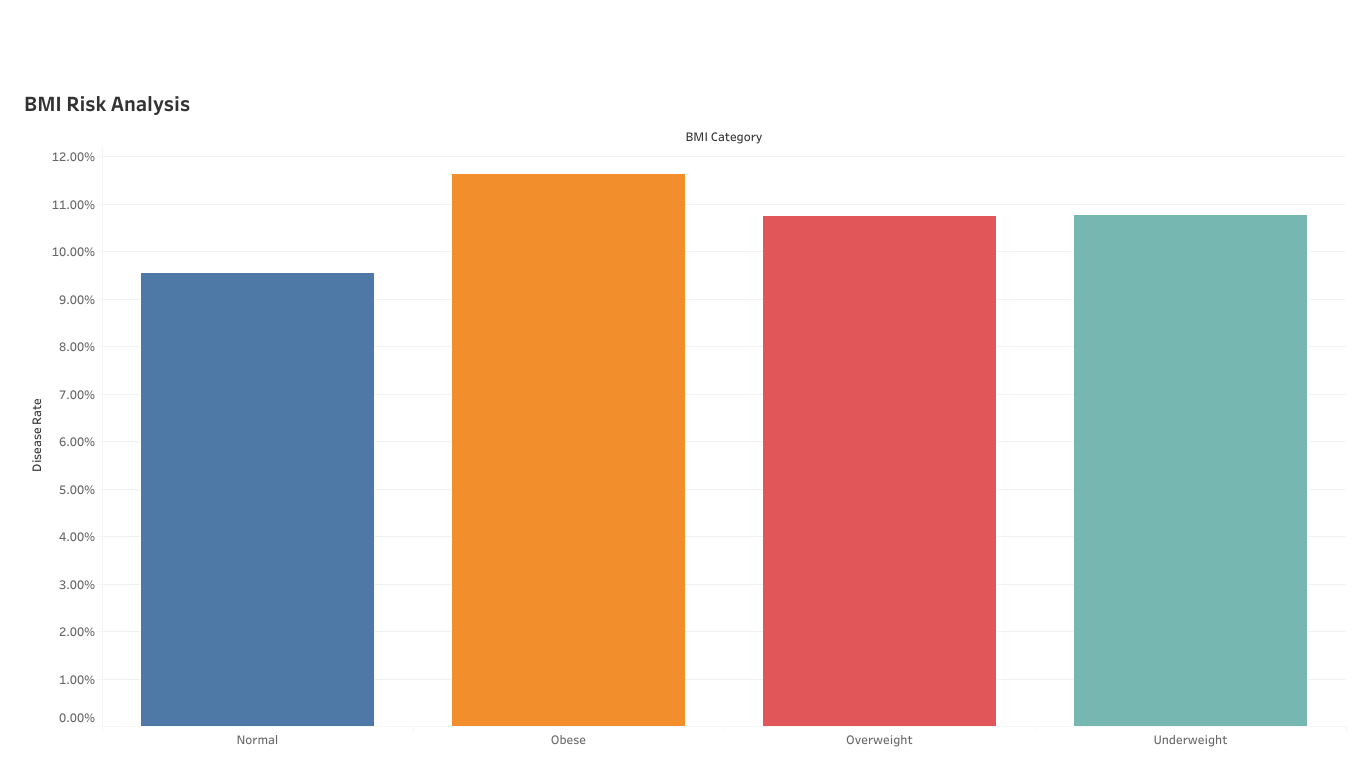 BMI Risk Analysis
BMI Category
12.00%
11.00%
10.00%
9.00%
8.00%
7.00%
6.00%
5.00%
4.00%
3.00%
2.00%
1.00%
0.00%
Disease Rate
Normal
Obese
Overweight
Underweight